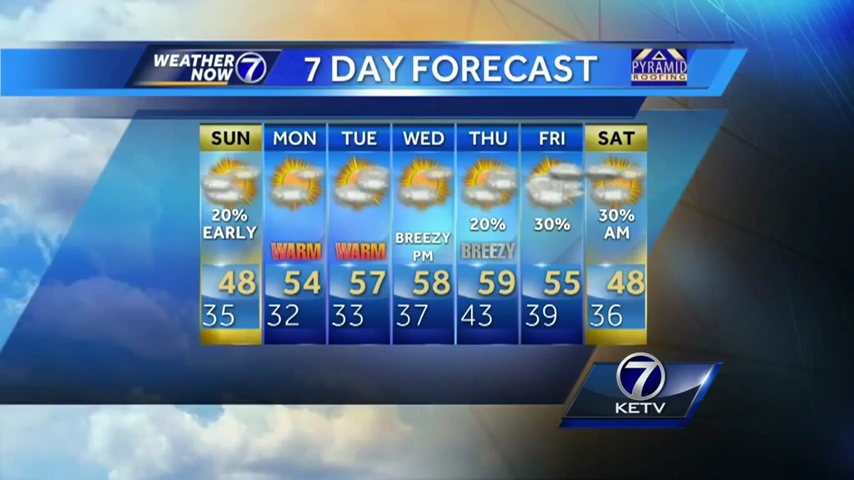 WEATHER
NOW 7
7 DAY FORECAST
PYRAMID
ROOFING
SUN MON TUE WED THU FRI SAT
20%
EARLY
WARM
WARM
BREEZY
PM
20%
BREEZY
30%
30%
AM
48 54 57 58 59 55 48
35 32 33 37 43 39 36
7
KETV